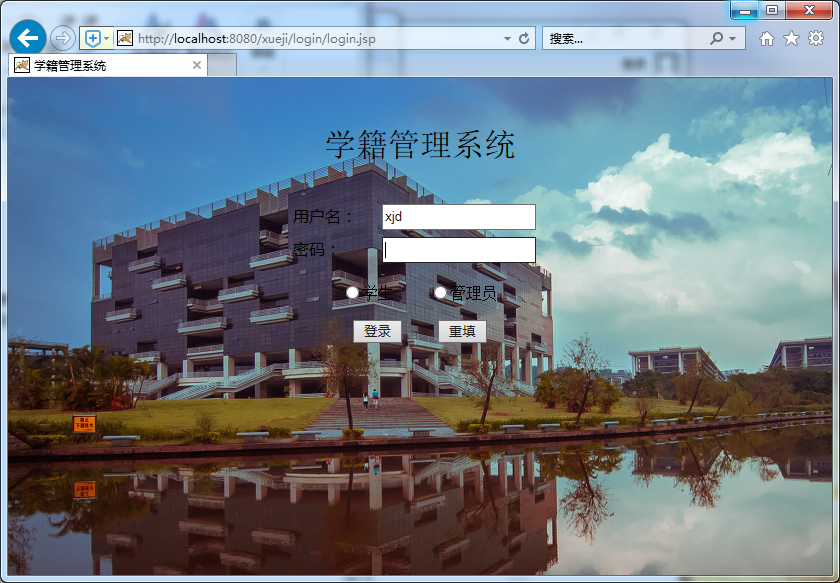 http://localhost:8080/xueji/login/login.jsp
搜索...
学籍管理系统
学籍管理系统
用户名：
xjd
密码：
学生
管理员
登录
重填